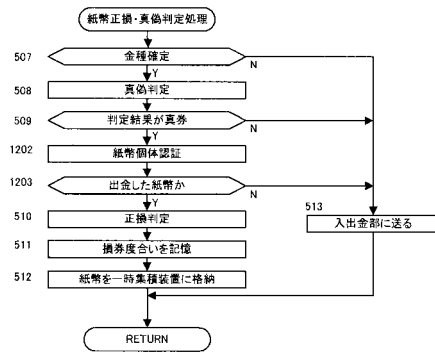 紙幣正損・真偽判定処理
507
金種確定
N
Y
508
真偽判定
509
判定結果が真券
N
Y
1202
紙幣個体認証
1203
出金した紙幣か
N
Y
510
正損判定
513
入出金部に送る
511
損券度合いを記憶
512
紙幣を一時集積装置に格納
RETURN